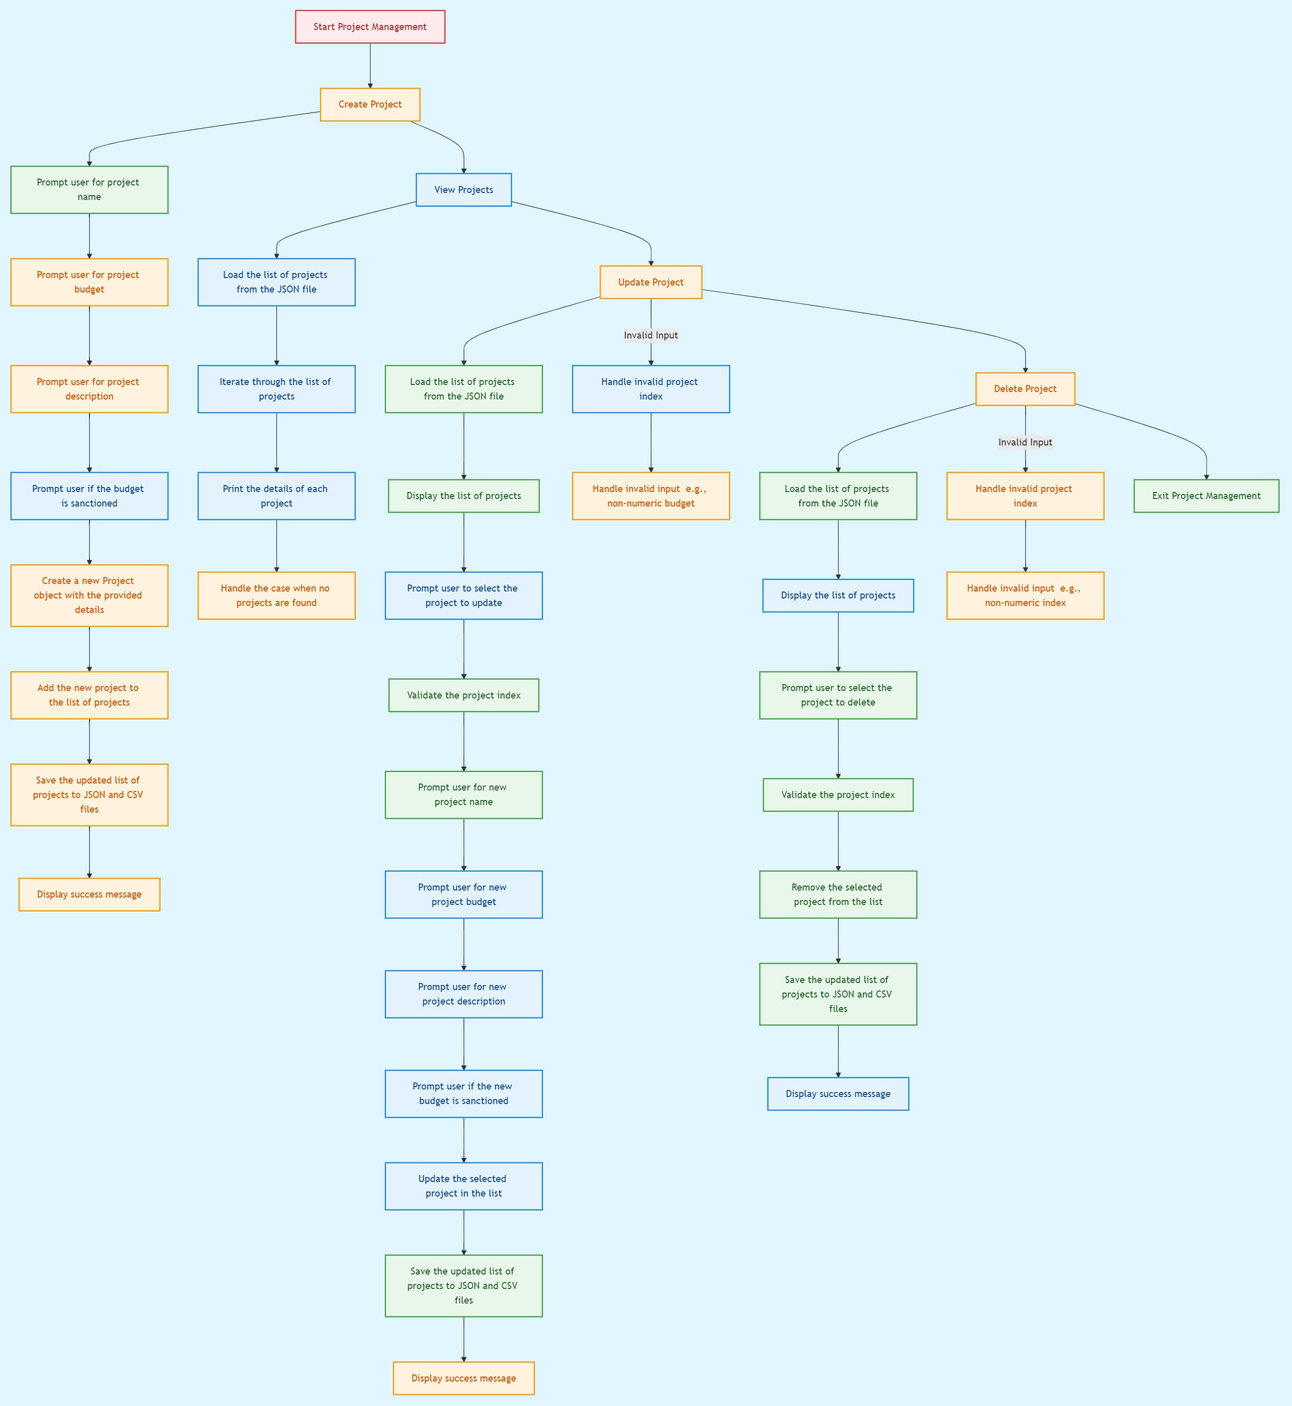 Start Project Management
Create Project
Prompt user for project
name
View Projects
Prompt user for project
budget
Load the list of projects
from the JSON file
Update Project
Invalid Input
Prompt user for project
description
Iterate through the list of
projects
Load the list of projects
from the JSON file
Handle invalid project
index
Delete Project
Invalid Input
Prompt user if the budget
is sanctioned
Print the details of each
project
Display the list of projects
Handle invalid input e.g.,
non-numeric budget
Load the list of projects
from the JSON file
Handle invalid project
index
Exit Project Management
Create a new Project
object with the provided
details
Handle the case when no
projects are found
Prompt user to select the
project to update
Display the list of projects
Handle invalid input e.g.,
non-numeric index
Add the new project to
the list of projects
Validate the project index
Prompt user to select the
project to delete
Save the updated list of
projects to JSON and CSV
files
Prompt user for new
project name
Validate the project index
Display success message
Prompt user for new
project budget
Remove the selected
project from the list
Prompt user for new
project description
Save the updated list of
projects to JSON and CSV
files
Prompt user if the new
budget is sanctioned
Display success message
Update the selected
project in the list
Save the updated list of
projects to JSON and CSV
files
Display success message